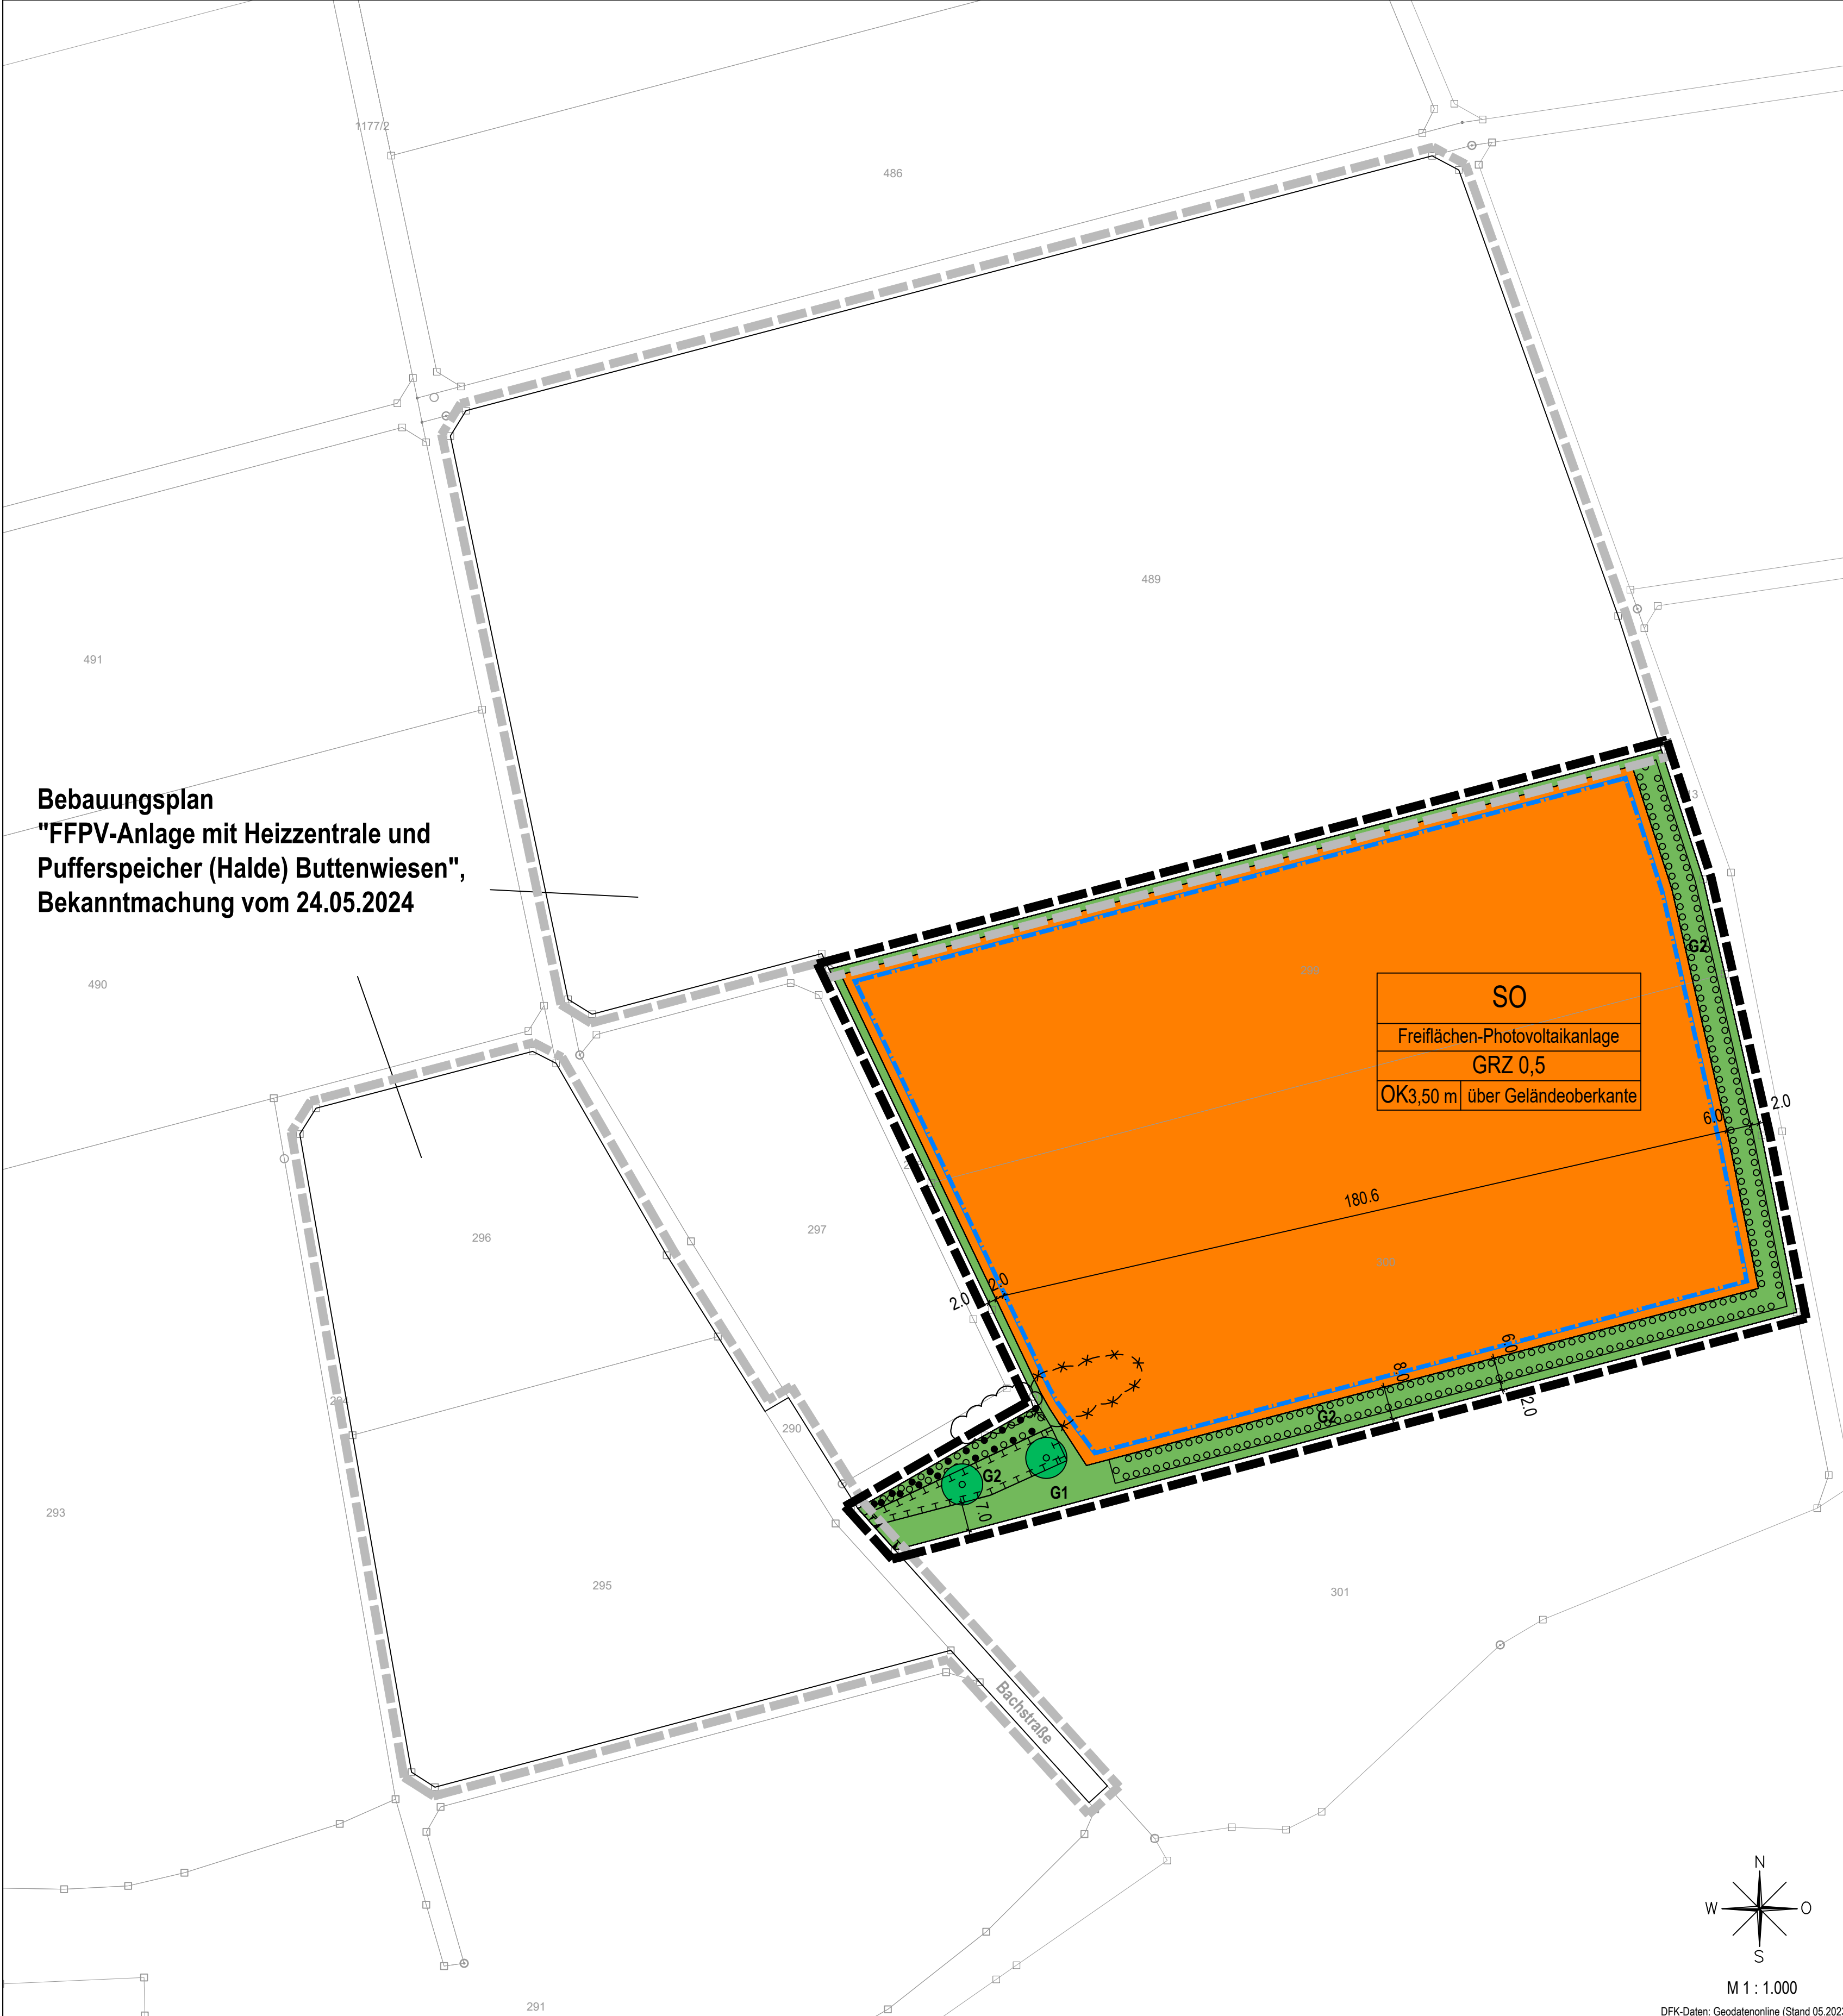 1177/2
486
489
491
Bebauungsplan
"FFPV-Anlage mit Heizzentrale und
Pufferspeicher (Halde) Buttenwiesen",
Bekanntmachung vom 24.05.2024
490
G2
SO
Freiflächen-Photovoltaikanlage
GRZ 0,5
OK3,50 m über Geländeoberkante
6.0
2.0
180.6
296
297
2.0
2.0
6.0
8.0
2.0
G2
290
G2
G1
7.0
293
295
301
Bachstraße
291
N
W
O
S
M 1 : 1.000